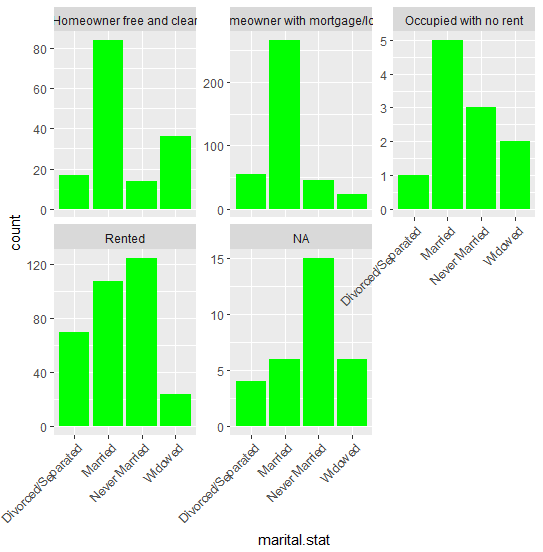 Homeowner free and clear
meowner with mortgage/lo
Occupied with no rent
80
60
40
20
0
200
100
0
5
4
3
2
1
0
Divorced/Separated
Married
Never Married
Widowed
count
Rented
NA
120
80
40
0
15
10
5
0
Divorced/Separated
Married
Never Married
Widowed
Divorced/Separated
Married
Never Married
Widowed
marital.stat